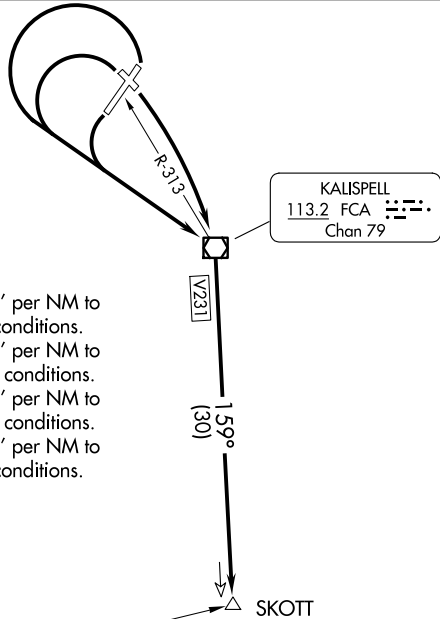 R-313
KALISPELL
113.2 FCA
Chan 79
V231
′ per NM to
conditions.
′ per NM to
conditions.
′ per NM to
conditions.
′ per NM to
conditions.
159°
(30)
SKOTT